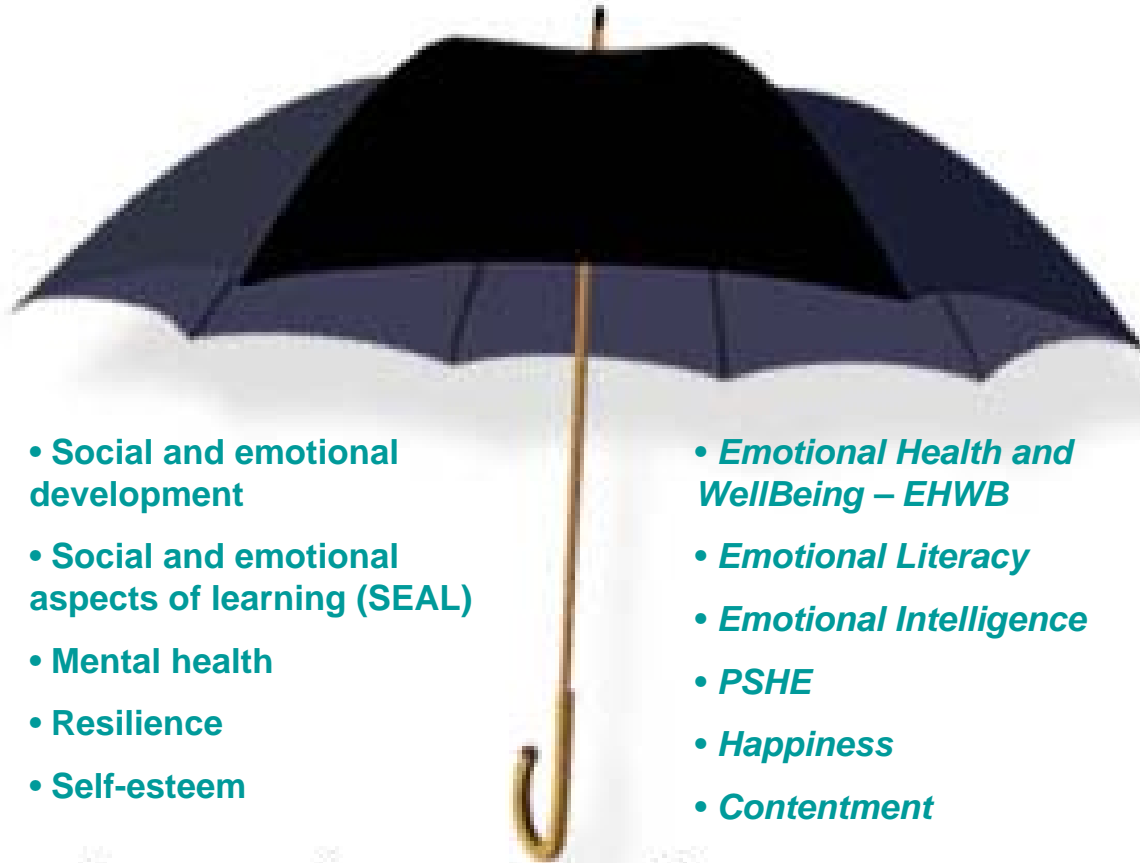 • Social and emotional
development
• Social and emotional
aspects of learning (SEAL)
• Mental health
• Resilience
• Self-esteem
• Emotional Health and
WellBeing – EHWB
• Emotional Literacy
• Emotional Intelligence
• PSHE
• Happiness
• Contentment